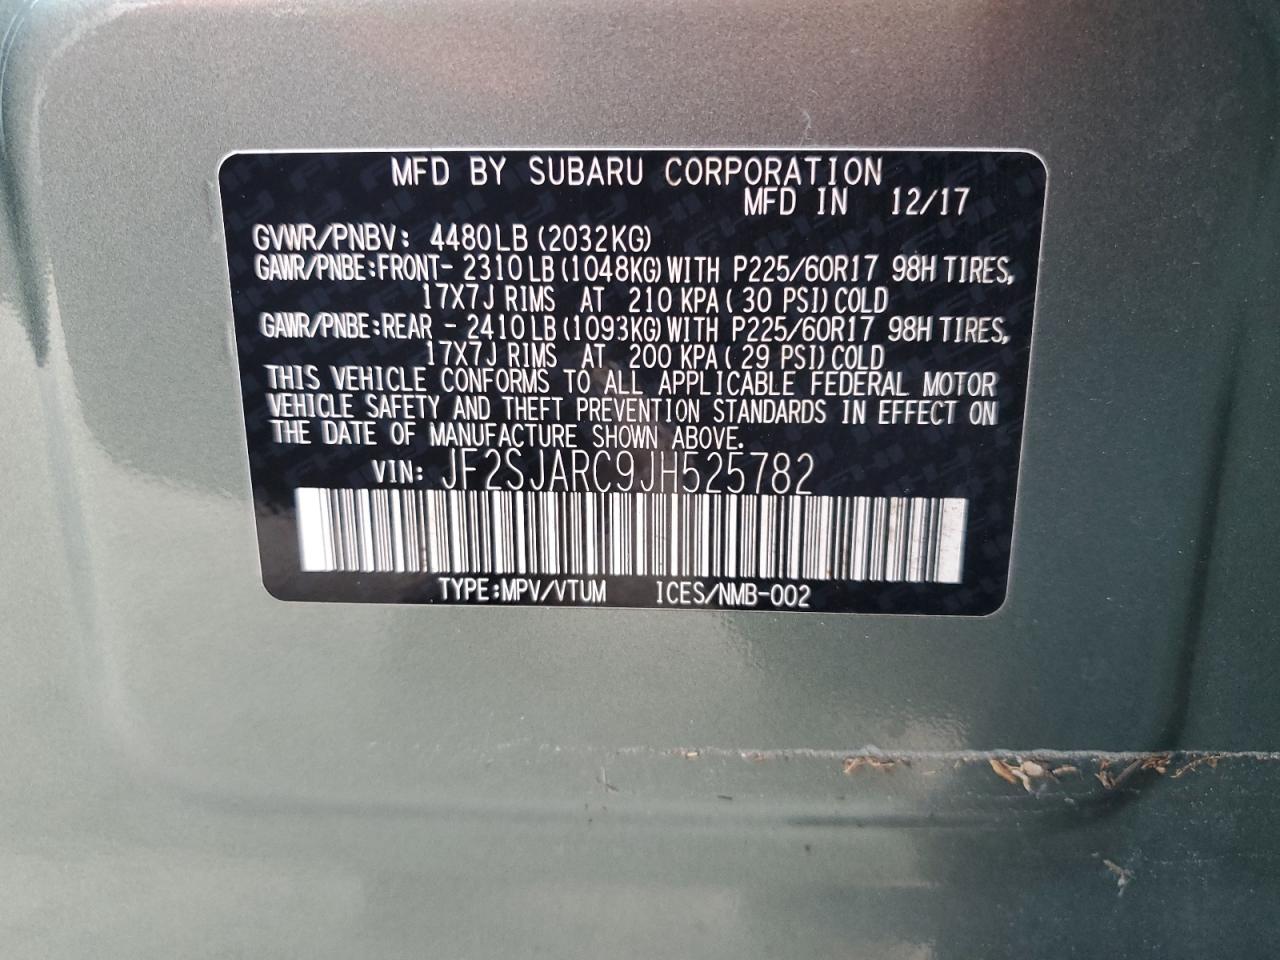 MFD BY SUBARU CORPORATION
MFD IN 12/17
GVWR/PNBV: 4480LB(2032KG)
GAWR/PNBE:FRONT- 2310LB(1048KG)WITH P225/60R17 98H TIRES,
17X7J RIMS AT 210 KPA( 30 PSI)COLD
GAWR/PNBE:REAR - 2410LB(1093KG)WITH P225/60R17 98H TIRES,
17X7J RIMS AT 200 KPA( 29 PSI)COLD
THIS VEHICLE CONFORMS TO ALL APPLICABLE FEDERAL MOTOR
VEHICLE SAFETY AND THEFT PREVENTION STANDARDS IN EFFECT ON
THE DATE OF MANUFACTURE SHOWN ABOVE.
VIN: JF2SJARC9JH525782
TYPE:MPV/VTUM ICES/NMB-002